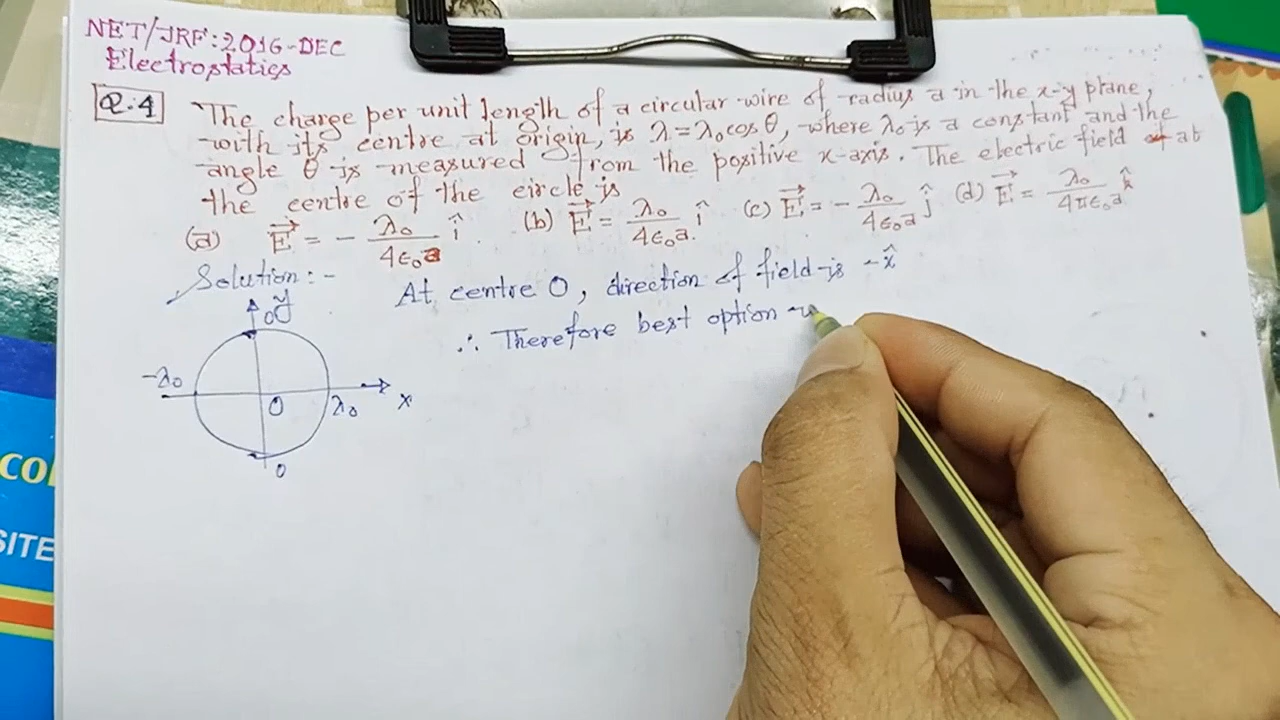 NET/JRF:2016-DEC
Electrostatics
Q.4 The charge per unit length of a circular wire of radius a in the x-y plane,
with its centre at origin, is λ=λ₀cosθ, where λ₀ is a constant and the
angle θ is measured from the positive x-axis. The electric field at
the centre of the circle is
(a) E⃗ = - λ₀/4ε₀a î (b) E⃗ = λ₀/4ε₀a î (c) E⃗ = - λ₀/4ε₀a ĵ (d) E⃗ = λ₀/4πε₀a k̂
Solution:- At centre O, direction of field is -x̂
∴ Therefore best option
0 y
-λ₀ O λ₀ x
0
CO
SITE